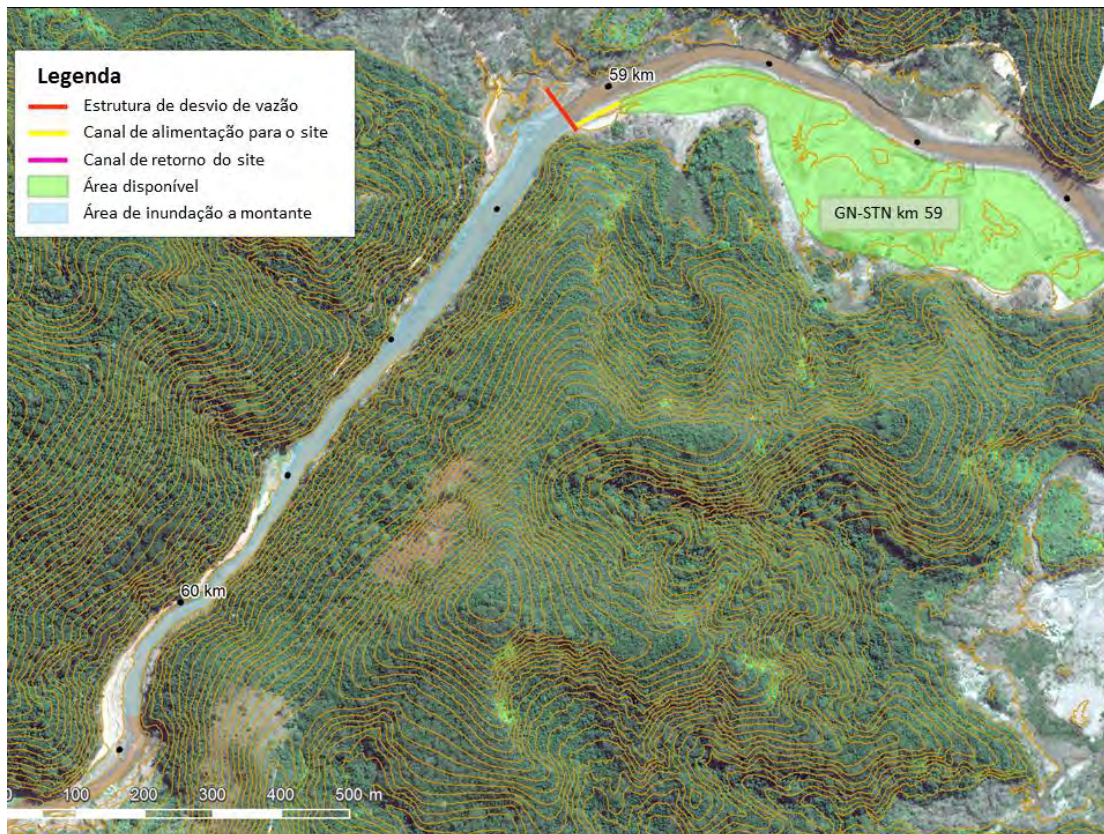 Legenda
Estrutura de desvio de vazão
Canal de alimentação para o site
Canal de retorno do site
Área disponível
Área de inundação a montante
59 km
GN-STN km 59
60 km
0 100 200 300 400 500 m